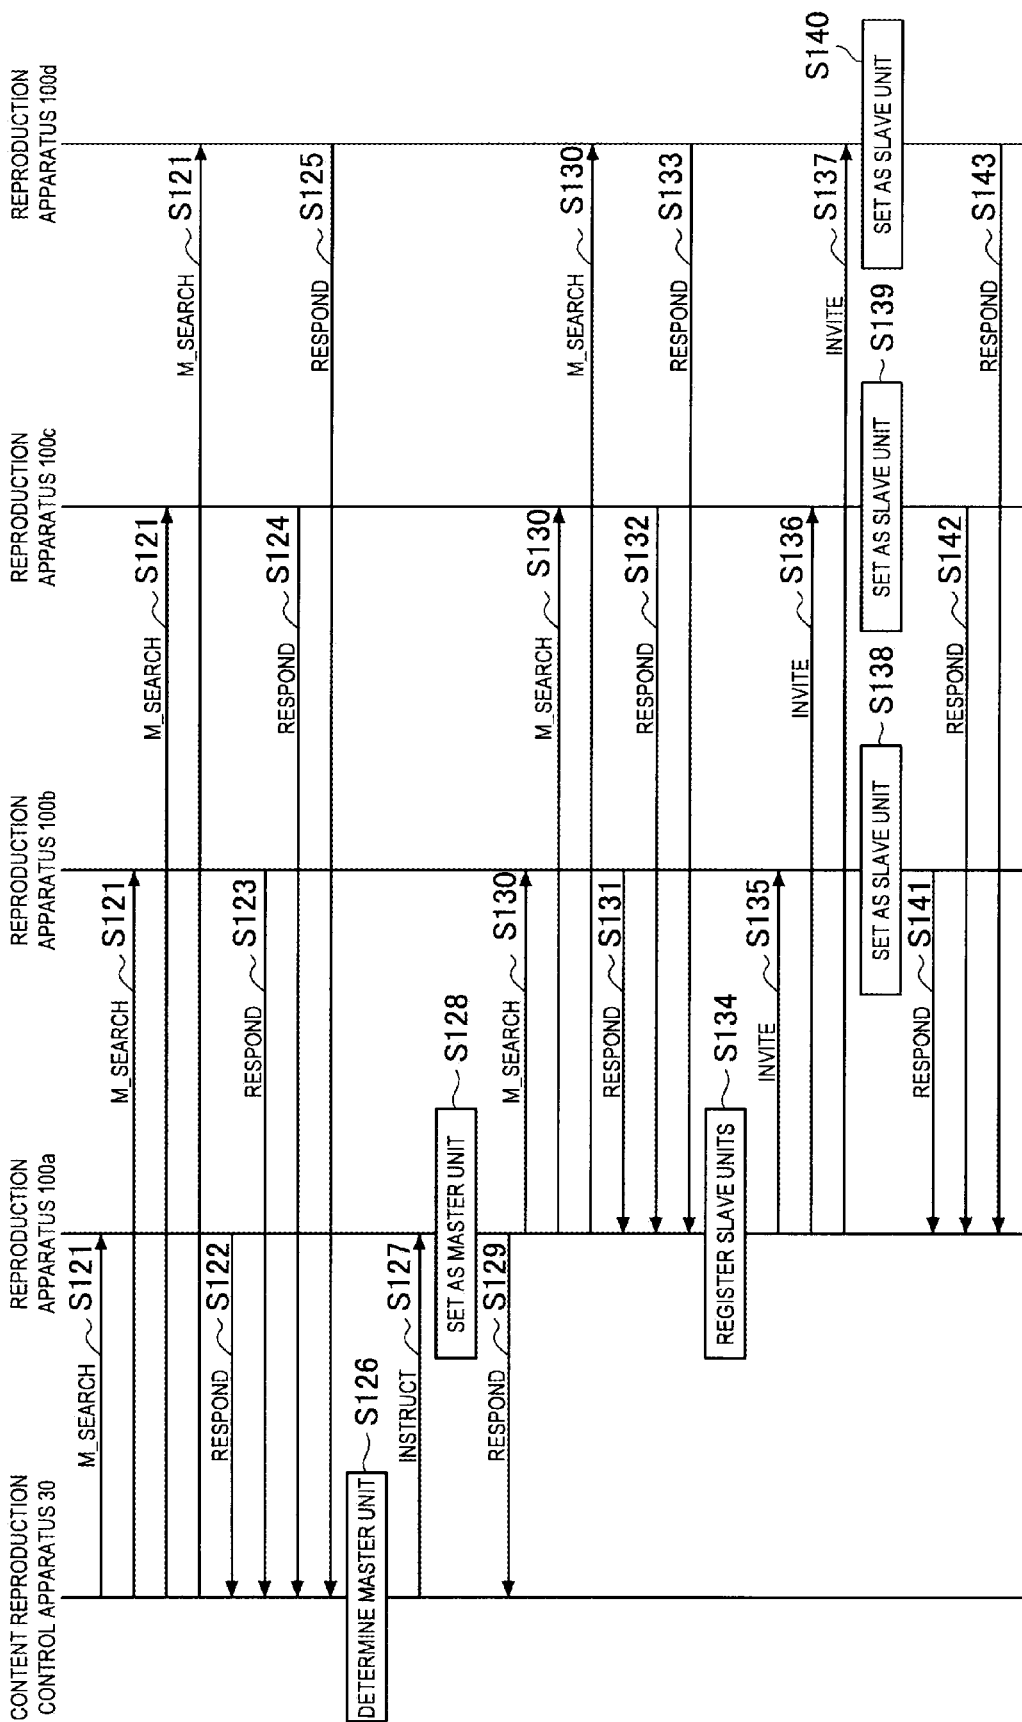 CONTENT REPRODUCTION
CONTROL APPARATUS 30
REPRODUCTION
APPARATUS 100a
REPRODUCTION
APPARATUS 100b
REPRODUCTION
APPARATUS 100c
REPRODUCTION
APPARATUS 100d
M_SEARCH S121
M_SEARCH S121
M_SEARCH S121
M_SEARCH S121
RESPOND S122
RESPOND S123
RESPOND S124
RESPOND S125
DETERMINE MASTER UNIT S126
INSTRUCT S127
SET AS MASTER UNIT S128
RESPOND S129
M_SEARCH S130
M_SEARCH S130
M_SEARCH S130
RESPOND S131
RESPOND S132
RESPOND S133
REGISTER SLAVE UNITS S134
INVITE S135
INVITE S136
INVITE S137
SET AS SLAVE UNIT S138
SET AS SLAVE UNIT S139
SET AS SLAVE UNIT S140
RESPOND S141
RESPOND S142
RESPOND S143